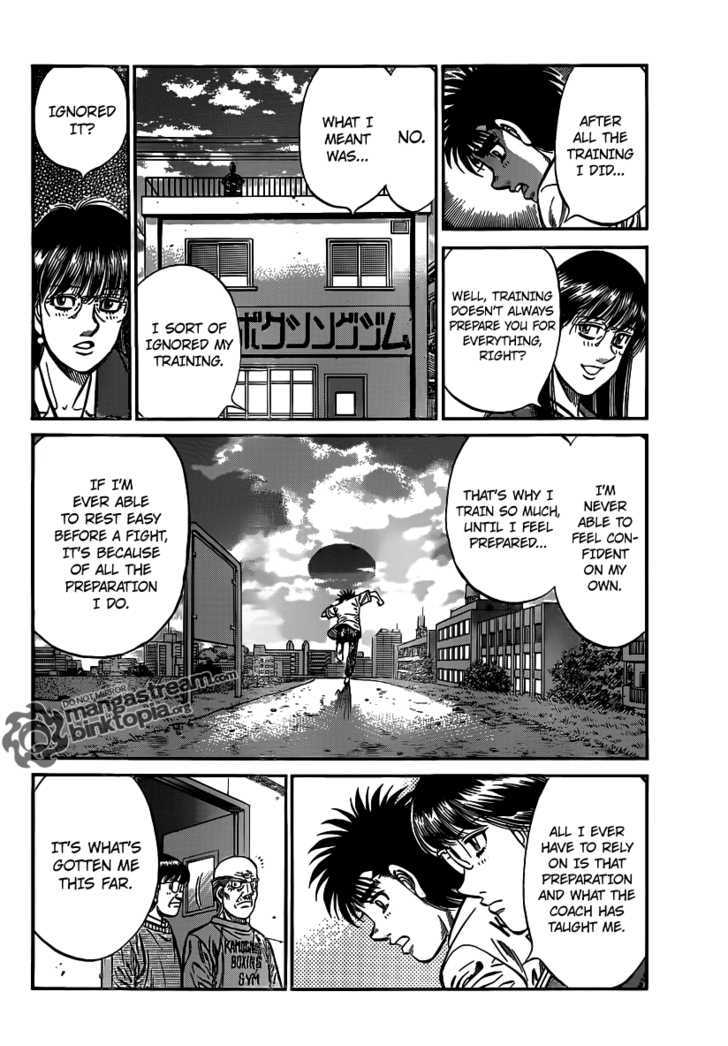 AFTER
ALL THE
TRAINING
I DID...
WELL, TRAINING
DOESN'T ALWAYS
PREPARE YOU FOR
EVERYTHING,
RIGHT?
NO.
WHAT I
MEANT
WAS...
I SORT OF
IGNORED MY
TRAINING.
ボクシングジム
IGNORED
IT?
I'M
NEVER
ABLE TO
FEEL CON-
FIDENT
ON MY
OWN.
THAT'S WHY I
TRAIN SO MUCH,
UNTIL I FEEL
PREPARED...
IF I'M
EVER ABLE
TO REST EASY
BEFORE A FIGHT,
IT'S BECAUSE
OF ALL THE
PREPARATION
I DO.
DO NOT MIRROR
mangastream.com
binktopia.org
ALL I EVER
HAVE TO RELY
ON IS THAT
PREPARATION
AND WHAT THE
COACH HAS
TAUGHT ME.
IT'S WHAT'S
GOTTEN ME
THIS FAR.
BOXING
GYM